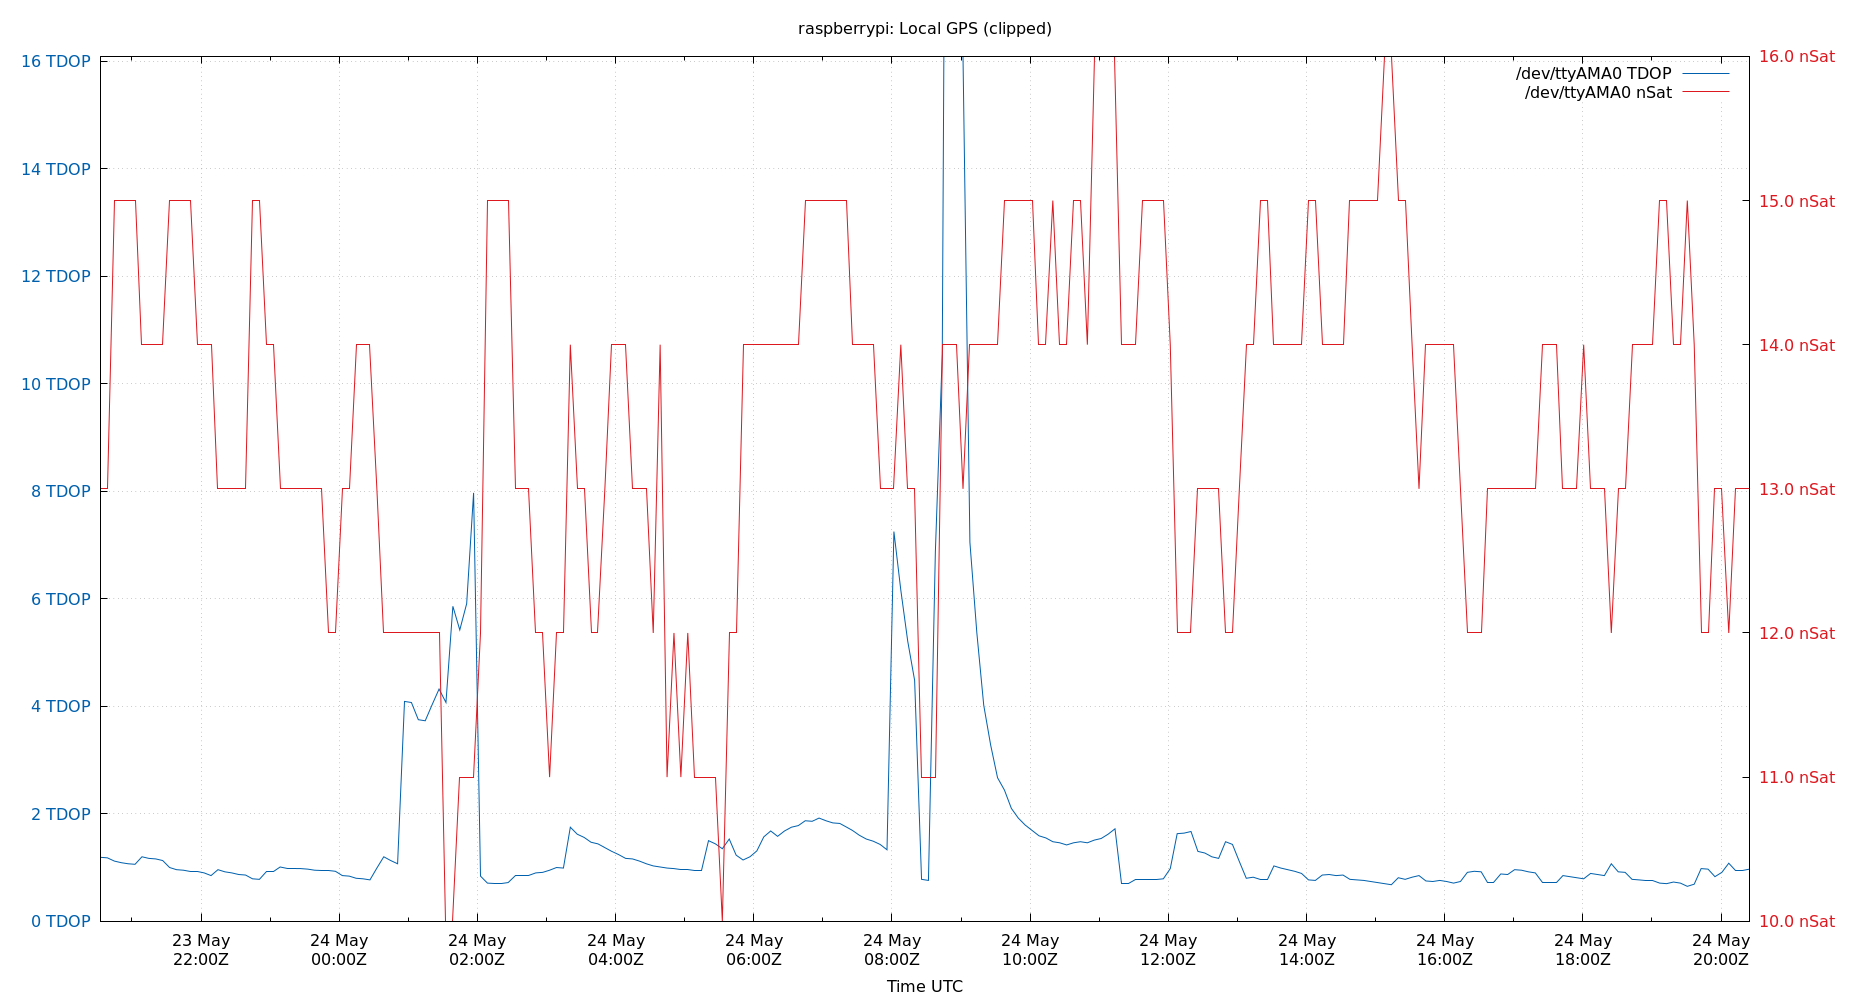 raspberrypi: Local GPS (clipped)
16 TDOP
14 TDOP
12 TDOP
10 TDOP
8 TDOP
6 TDOP
4 TDOP
2 TDOP
0 TDOP
16.0 nSat
15.0 nSat
14.0 nSat
13.0 nSat
12.0 nSat
11.0 nSat
10.0 nSat
/dev/ttyAMA0 TDOP
/dev/ttyAMA0 nSat
23 May
22:00Z
24 May
00:00Z
24 May
02:00Z
24 May
04:00Z
24 May
06:00Z
24 May
08:00Z
24 May
10:00Z
24 May
12:00Z
24 May
14:00Z
24 May
16:00Z
24 May
18:00Z
24 May
20:00Z
Time UTC